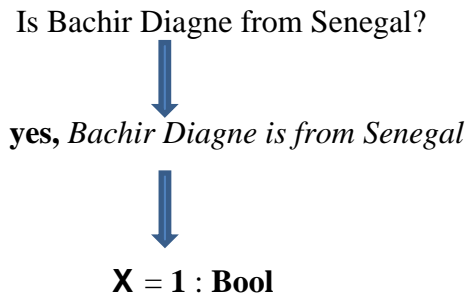 Is Bachir Diagne from Senegal?
yes, Bachir Diagne is from Senegal
X = 1 : Bool